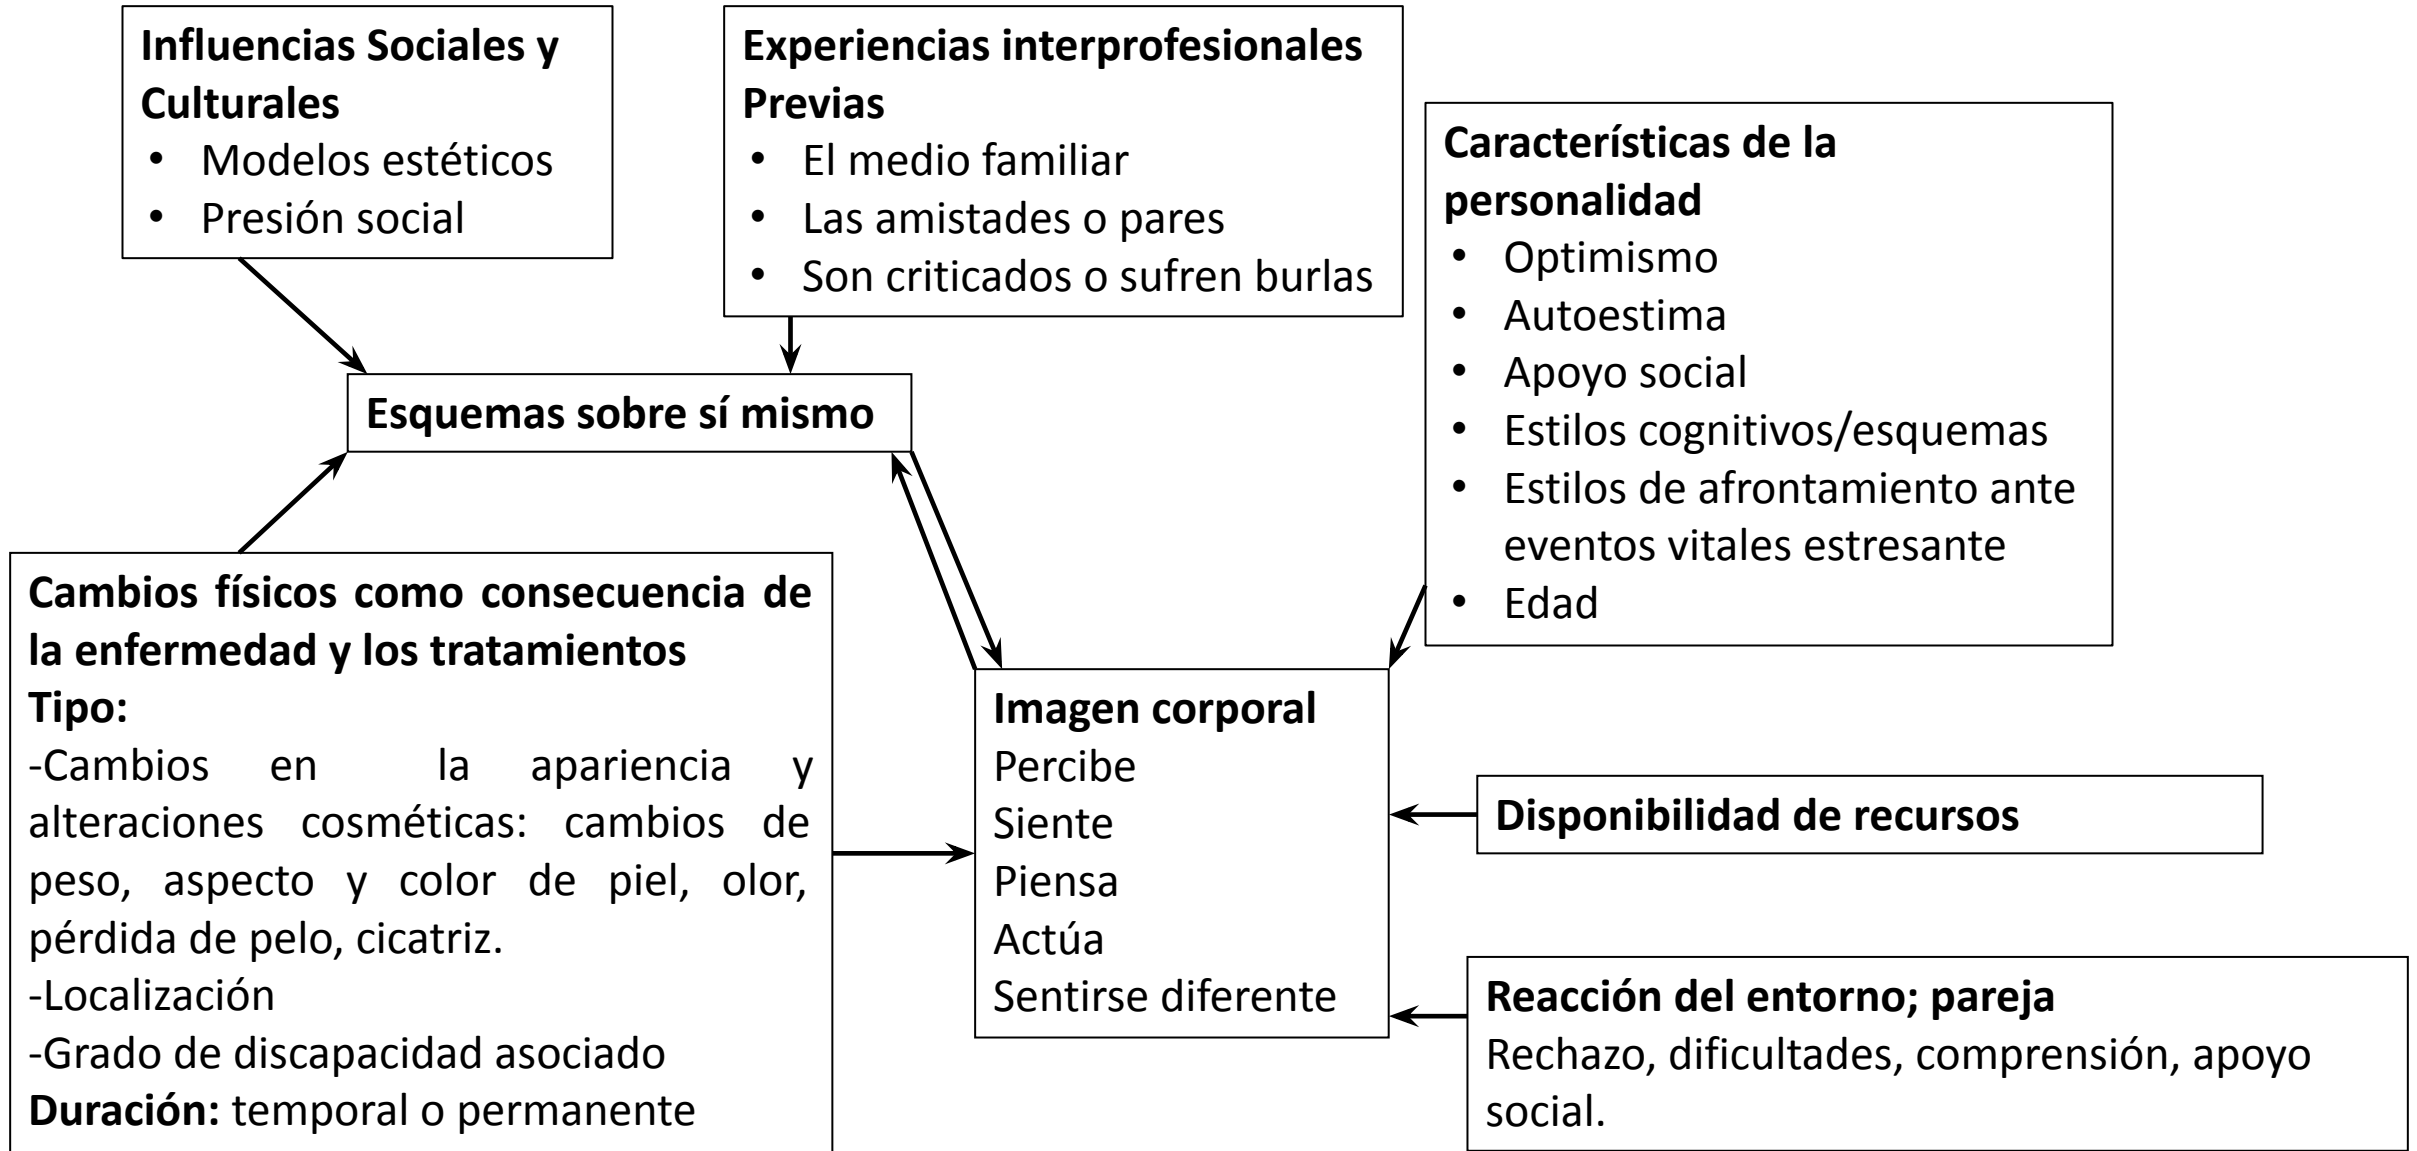 Influencias Sociales y
Culturales
• Modelos estéticos
• Presión social
Experiencias interprofesionales
Previas
• El medio familiar
• Las amistades o pares
• Son criticados o sufren burlas
Característísticas de la
personalidad
• Optimismo
• Autoestima
• Apoyo social
• Estilos cognitivos/esquemas
• Estilos de afrontamiento ante
eventos vitales estresante
• Edad
Esquemas sobre sí mismo
Cambios físicos como consecuencia de
la enfermedad y los tratamientos
Tipo:
-Cambios en la apariencia y
alteraciones cosméticas: cambios de
peso, aspecto y color de piel, olor,
pérdida de pelo, cicatriz.
-Localización
-Grado de discapacidad asociado
Duración: temporal o permanente
Imagen corporal
Percibe
Siente
Piensa
Actúa
Sentirse diferente
Disponibilidad de recursos
Reacción del entorno; pareja
Rechazo, dificultades, comprensión, apoyo
social.